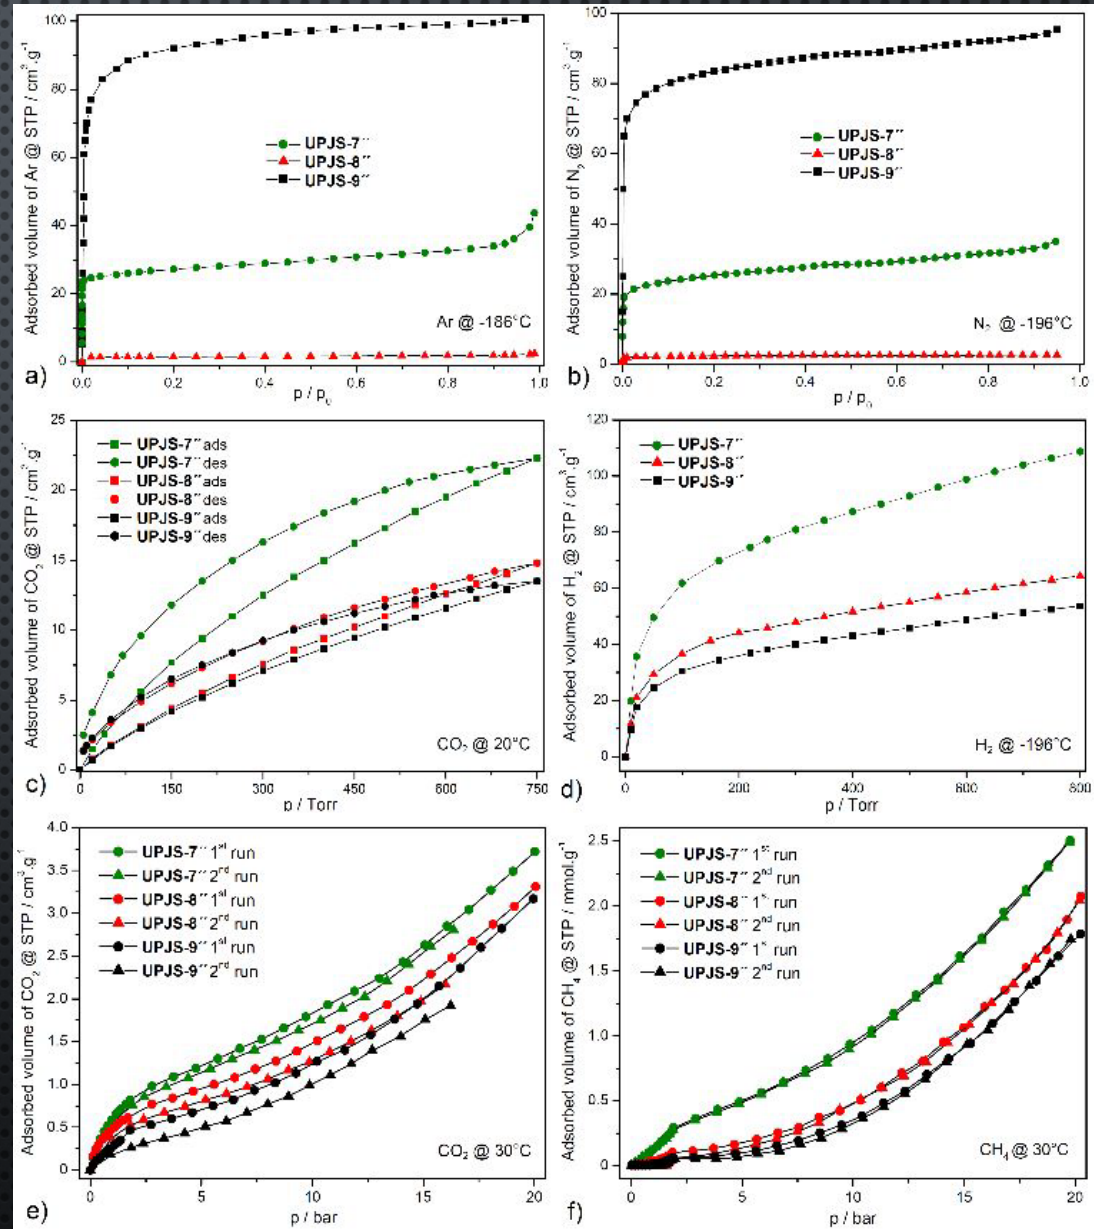 Adsorbed volume of Ar @ STP / cm³.g⁻¹
100
80
60
40
20
0
UPJS-7´´
UPJS-8´´
UPJS-9´´
Ar @ -186°C
0.0 0.2 0.4 0.6 0.8 1.0
p / p₀
a)
Adsorbed volume of N₂ @ STP / cm³.g⁻¹
100
80
60
40
20
0
UPJS-7´´
UPJS-8´´
UPJS-9´´
N₂ @ -196°C
0.0 0.2 0.4 0.6 0.8 1.0
p / p₀
b)
Adsorbed volume of CO₂ @ STP / cm³.g⁻¹
25
20
15
10
5
0
UPJS-7´´ ads
UPJS-7´´ des
UPJS-8´´ ads
UPJS-8´´ des
UPJS-9´´ ads
UPJS-9´´ des
CO₂ @ 20°C
0 150 300 450 600 750
p / Torr
c)
Adsorbed volume of H₂ @ STP / cm³.g⁻¹
120
100
80
60
40
20
0
UPJS-7´´
UPJS-8´´
UPJS-9´´
H₂ @ -196°C
0 200 400 600 800
p / Torr
d)
Adsorbed volume of CO₂ @ STP / cm³.g⁻¹
4.0
3.5
3.0
2.5
2.0
1.5
1.0
0.5
0
UPJS-7´´ 1ˢᵗ run
UPJS-7´´ 2ⁿᵈ run
UPJS-8´´ 1ˢᵗ run
UPJS-8´´ 2ⁿᵈ run
UPJS-9´´ 1ˢᵗ run
UPJS-9´´ 2ⁿᵈ run
CO₂ @ 30°C
0 5 10 15 20
p / bar
e)
Adsorbed volume of CH₄ @ STP / mmol.g⁻¹
2.5
2.0
1.5
1.0
0.5
0
UPJS-7´´ 1ˢᵗ run
UPJS-7´´ 2ⁿᵈ run
UPJS-8´´ 1ˢᵗ run
UPJS-8´´ 2ⁿᵈ run
UPJS-9´´ 1ˢᵗ run
UPJS-9´´ 2ⁿᵈ run
CH₄ @ 30°C
0 5 10 15 20
p / bar
f)